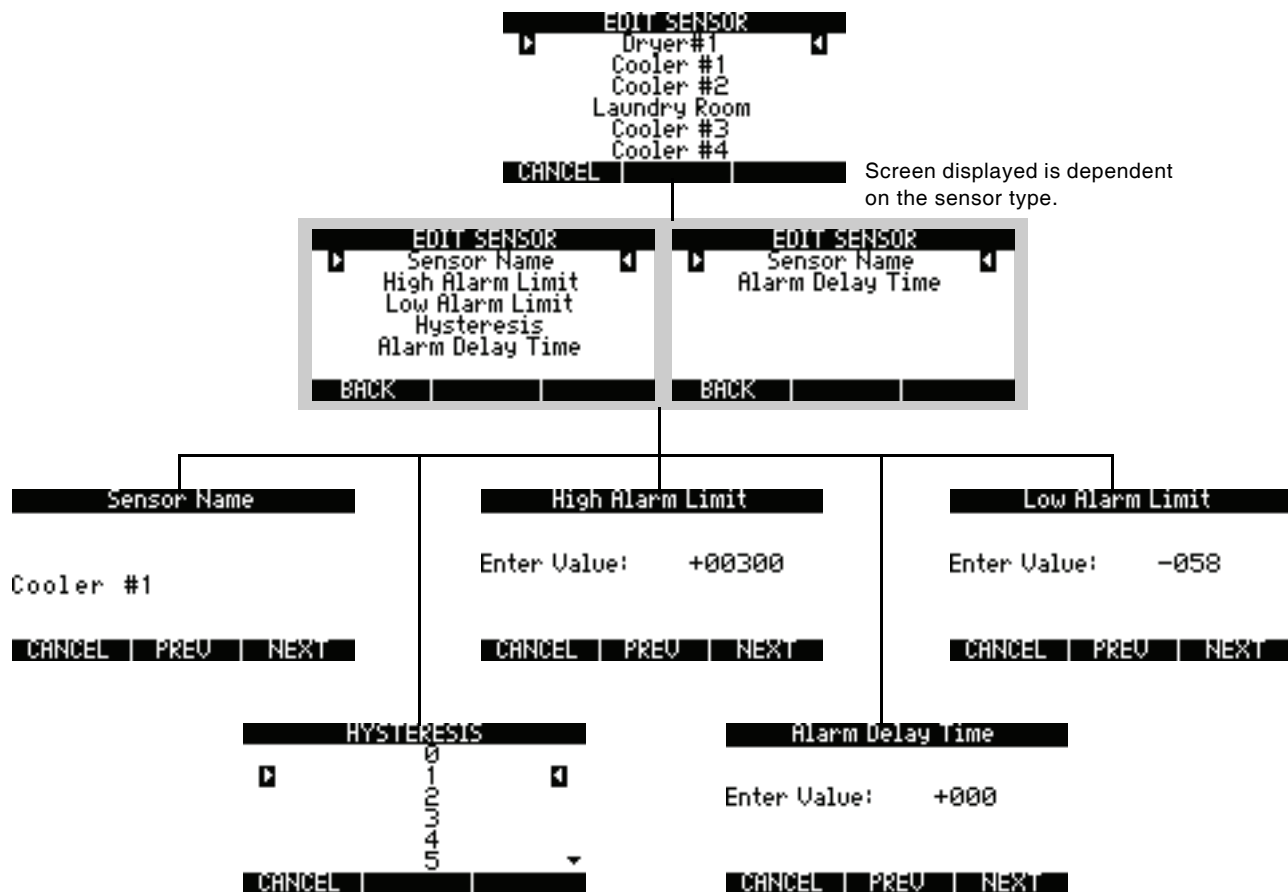 EDIT SENSOR
Dryer#1
Cooler #1
Cooler #2
Laundry Room
Cooler #3
Cooler #4
CANCEL
Screen displayed is dependent
on the sensor type.
EDIT SENSOR
Sensor Name
High Alarm Limit
Low Alarm Limit
Hysteresis
Alarm Delay Time
BACK
EDIT SENSOR
Sensor Name
Alarm Delay Time
BACK
Sensor Name
Cooler #1
CANCEL | PREV | NEXT
High Alarm Limit
Enter Value: +00300
CANCEL | PREV | NEXT
Low Alarm Limit
Enter Value: -058
CANCEL | PREV | NEXT
HYSTERESIS
0
1
2
3
4
5
CANCEL
Alarm Delay Time
Enter Value: +000
CANCEL | PREV | NEXT